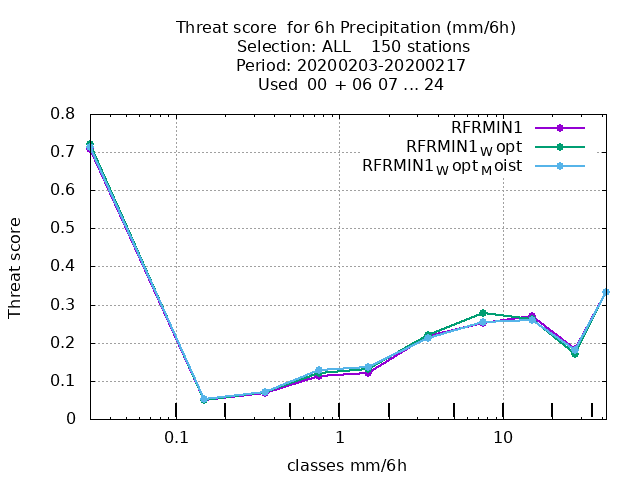 Threat score  for 6h Precipitation (mm/6h)
Selection: ALL    150 stations
Period: 20200203-20200217
Used  00  + 06 07 ... 24
0.8
0.7
0.6
0.5
0.4
0.3
0.2
0.1
0
Threat score
RFRMIN1
RFRMIN1Wopt
RFRMIN1WoptMoist
0.1
1
10
classes mm/6h